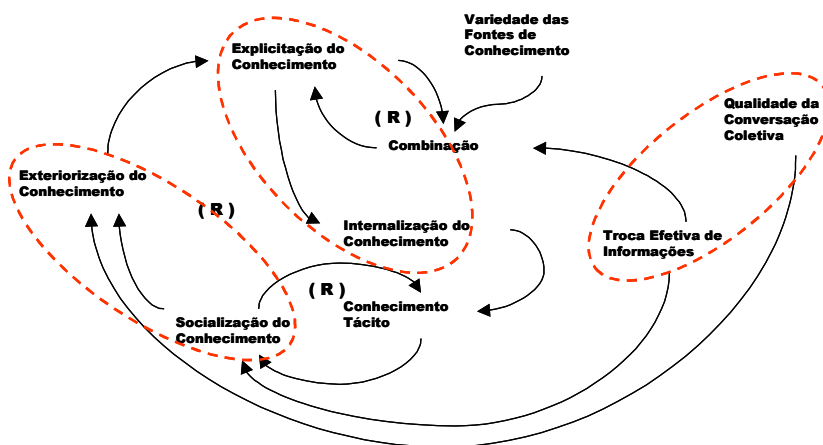 Variedade das
Fontes de
Conhecimento
Explicitação do
Conhecimento
Qualidade da
Conversação
Coletiva
( R )
Combinação
Exteriorização do
Conhecimento
( R )
Internalização do
Conhecimento
Troca Efetiva de
Informações
( R )
Conhecimento
Tácito
Socialização do
Conhecimento